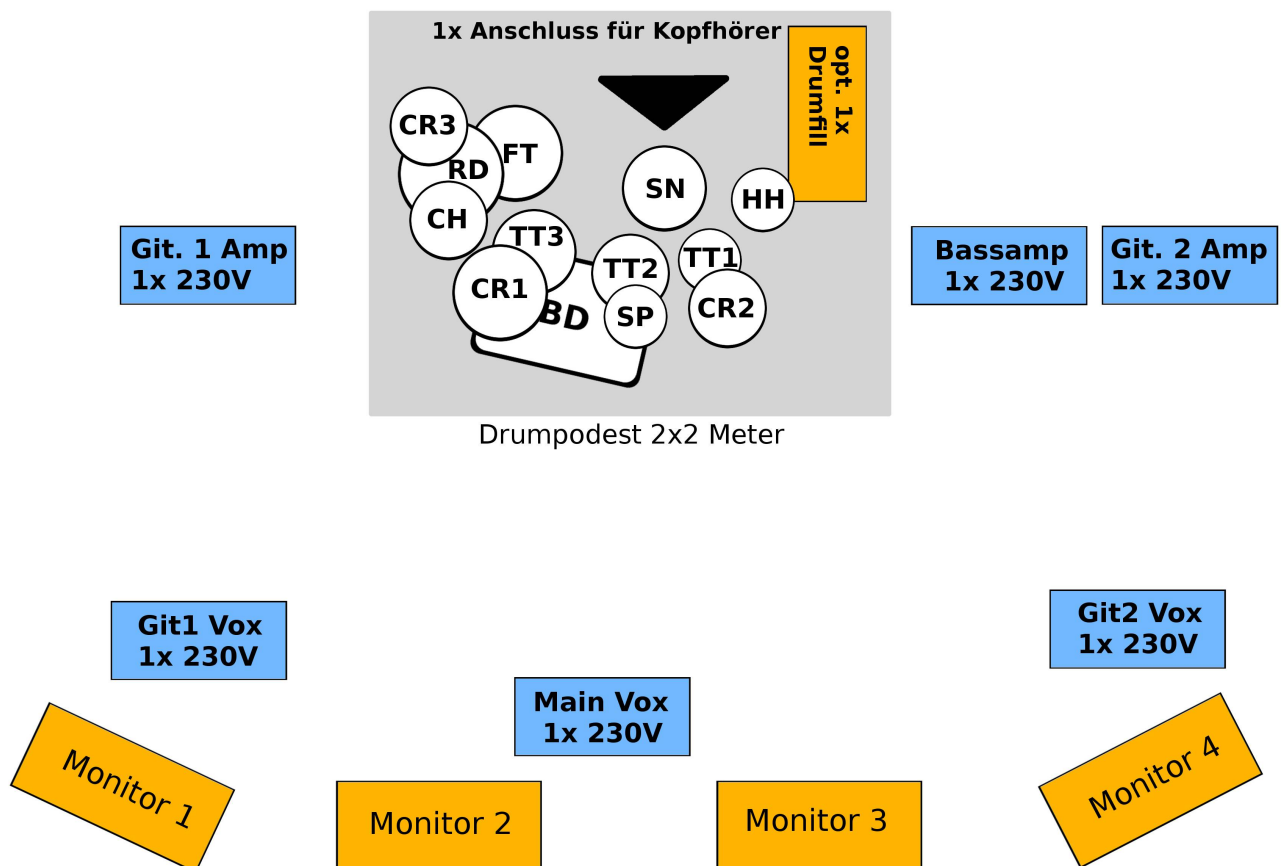 1x Anschluss für Kopfhörer
opt. 1x
Drumfill
CR3
RD
FT
CH
SN
HH
TT3
TT2
TT1
CR1
BD
SP
CR2
Git. 1 Amp
1x 230V
Bassamp
1x 230V
Git. 2 Amp
1x 230V
Drumpodest 2x2 Meter
Git1 Vox
1x 230V
Git2 Vox
1x 230V
Main Vox
1x 230V
Monitor 1
Monitor 2
Monitor 3
Monitor 4